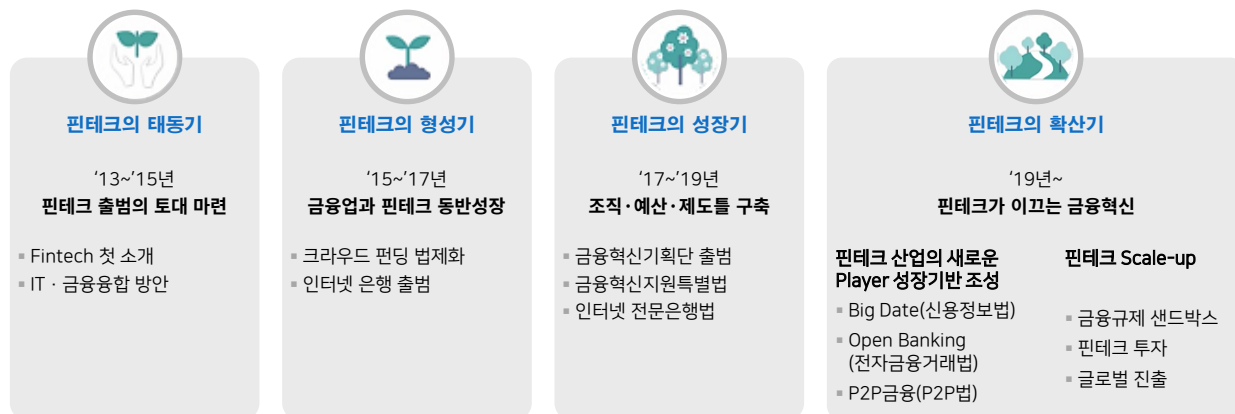 핀테크의 태동기
‘13~’15년
핀테크 출범의 토대 마련
▪ Fintech 첫 소개
▪ IT · 금융융합 방안
핀테크의 형성기
‘15~’17년
금융업과 핀테크 동반성장
▪ 크라우드 펀딩 법제화
▪ 인터넷 은행 출범
핀테크의 성장기
‘17~’19년
조직·예산·제도틀 구축
▪ 금융혁신기획단 출범
▪ 금융혁신지원특별법
▪ 인터넷 전문은행법
핀테크의 확산기
‘19년~
핀테크가 이끄는 금융혁신
핀테크 산업의 새로운
Player 성장기반 조성
▪ Big Date(신용정보법)
▪ Open Banking
(전자금융거래법)
▪ P2P금융(P2P법)
핀테크 Scale-up
▪ 금융규제 샌드박스
▪ 핀테크 투자
▪ 글로벌 진출